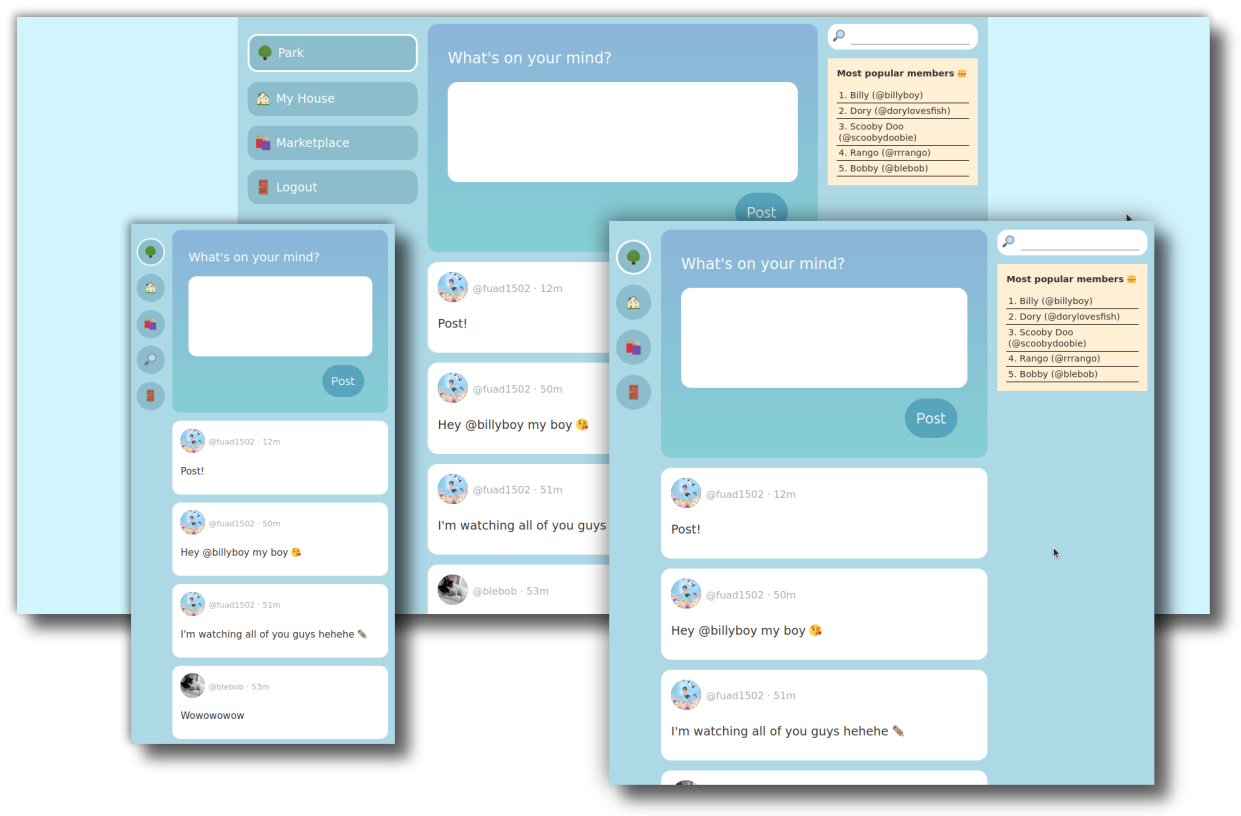 Park
My House
Marketplace
Logout
What's on your mind?
Post
@fuad1502 · 12m
Post!
@fuad1502 · 50m
Hey @billyboy my boy 😘
@fuad1502 · 51m
I'm watching all of you guys
@blebob · 53m
Most popular members 👑
1. Billy (@billyboy)
2. Dory (@dorylovesfish)
3. Scooby Doo
(@scoobydoobie)
4. Rango (@rrrango)
5. Bobby (@blebob)
What's on your mind?
Post
@fuad1502 · 12m
Post!
@fuad1502 · 50m
Hey @billyboy my boy 😘
@fuad1502 · 51m
I'm watching all of you guys hehehe 🪶
@blebob · 53m
Wowowowow
What's on your mind?
Post
@fuad1502 · 12m
Post!
@fuad1502 · 50m
Hey @billyboy my boy 😘
@fuad1502 · 51m
I'm watching all of you guys hehehe 🪶
Most popular members 👑
1. Billy (@billyboy)
2. Dory (@dorylovesfish)
3. Scooby Doo
(@scoobydoobie)
4. Rango (@rrrango)
5. Bobby (@blebob)